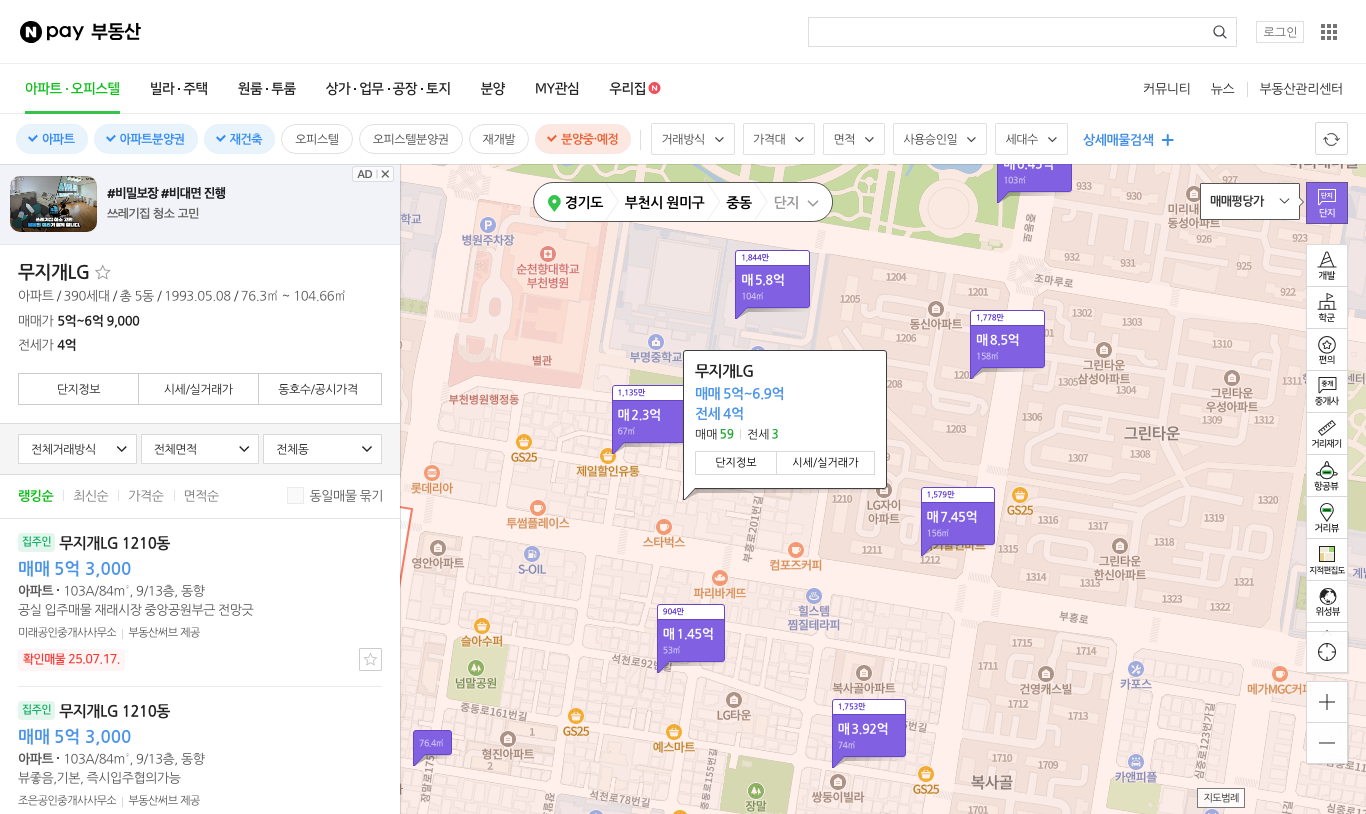 N pay 부동산
로그인
아파트·오피스텔
빌라·주택
원룸·투룸
상가·업무·공장·토지
분양
MY관심
우리집 N
커뮤니티
뉴스
부동산관리센터
아파트
아파트분양권
재건축
오피스텔
오피스텔분양권
재개발
분양중·예정
거래방식
가격대
면적
사용승인일
세대수
상세매물검색
AD
#비밀보장 #비대면 진행
쓰레기집 청소 고민
무지개LG
아파트 / 390세대 / 총 5동 / 1993.05.08 / 76.3㎡ ~ 104.66㎡
매매가 5억~6억 9,000
전세가 4억
단지정보
시세/실거래가
동호수/공시가격
전체거래방식
전체면적
전체동
랭킹순
최신순
가격순
면적순
동일매물 묶기
집주인 무지개LG 1210동
매매 5억 3,000
아파트 · 103A/84㎡, 9/13층, 동향
공실 입주매물 재래시장 중앙공원부근 전망굿
미래공인중개사사무소 | 부동산써브 제공
확인매물 25.07.17.
집주인 무지개LG 1210동
매매 5억 3,000
아파트 · 103A/84㎡, 9/13층, 동향
뷰좋음,기본, 즉시입주협의가능
조은공인중개사사무소 | 부동산써브 제공
경기도
부천시 원미구
중동
단지
매매평당가
단지
단지
개발
학군
편의
중개
중개사
거리재기
항공뷰
거리뷰
지적편집도
위성뷰
지도범례
103㎡
1,844만
매 5.8억
104㎡
1,778만
매 8.5억
158㎡
1,135만
매 2.3억
67㎡
무지개LG
매매 5억~6.9억
전세 4억
매매 59 | 전세 3
단지정보
시세/실거래가
1,579만
매 7.45억
156㎡
904만
매 1.45억
53㎡
1,753만
매 3.92억
74㎡
76.4㎡
학교
병원주차장
순천향대학교
부천병원
별관
부명중학교
부천병원행정동
GS25
제일할인유통
롯데리아
투썸플레이스
스타벅스
영안아파트
S-OIL
컴포즈커피
파리바게뜨
힐스템
찜질테라피
슬아수퍼
넘말공원
석천로92번
중동로161번길
형진아파트
GS25
예스마트
LG타운
석천로78번길
장말
복사골아파트
쌍둥이빌라
GS25
복사골
건영캐스빌
카포스
메가MGC커피
카앤피플
부흥로
그린타운
한신아파트
GS25
LG자이
아파트
동신아파트
그린타운
삼성아파트
그린타운
우성아파트
그린타운
조마루로
미리내
동성아파트
부흥로201번길
1204
1205
1206
1201
1210
1211
1212
932
931
930
926
923
1302
1301
1303
1305
1306
1311
1316
1317
1319
1320
1314
1313
1321
1322
1323
1715
1714
1711
1712
1713
1710
1709
1703
1702
1701
1704
1
2